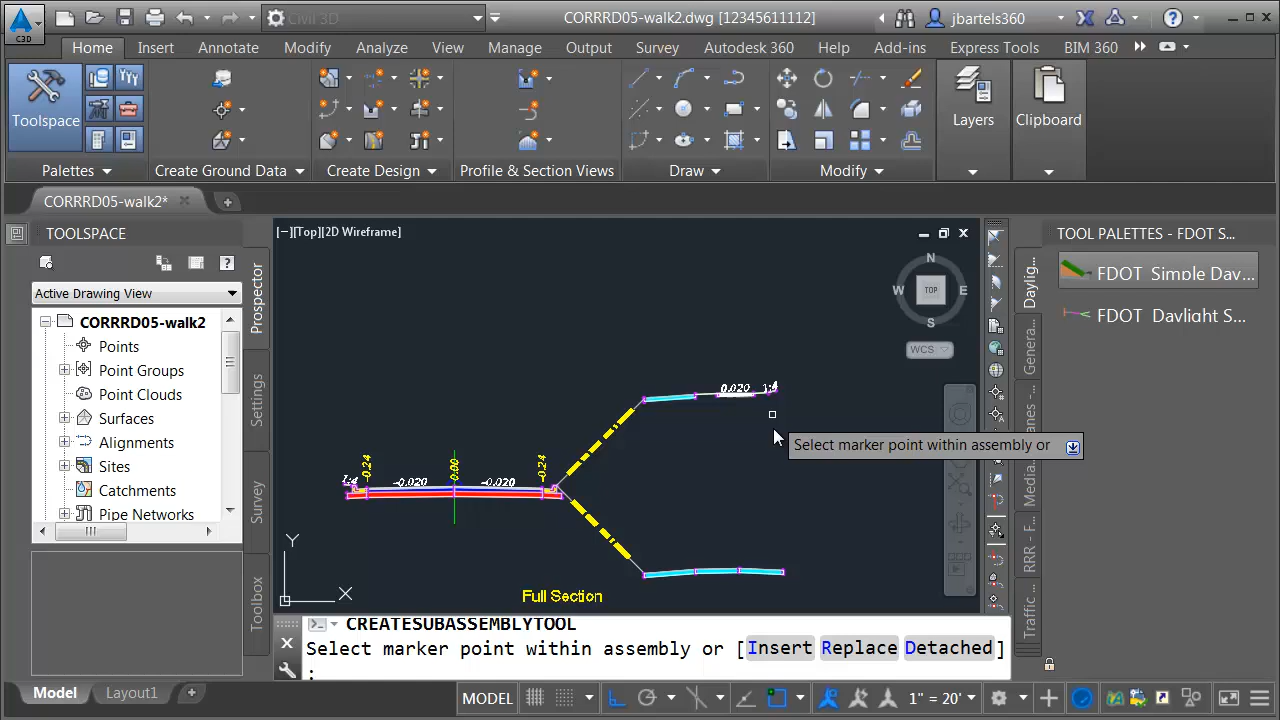 C3D
Civil 3D
CORRRD05-walk2.dwg [12345611112]
jbartels360
Home Insert Annotate Modify Analyze View Manage Output Survey Autodesk 360 Help Add-ins Express Tools BIM 360
Toolspace
Layers
Clipboard
Palettes
Create Ground Data
Create Design
Profile & Section Views
Draw
Modify
CORRRD05-walk2*
TOOLSPACE
Active Drawing View
CORRRD05-walk2
Points
Point Groups
Point Clouds
Surfaces
Alignments
Sites
Catchments
Pipe Networks
Prospector
Settings
Survey
Toolbox
[−][Top][2D Wireframe]
N
W
TOP
E
S
WCS
0.020
1:4
Select marker point within assembly or
-0.24
0.00
-0.24
1:4
-0.020
-0.020
Y
X
Full Section
TOOL PALETTES - FDOT S...
FDOT Simple Dav...
FDOT Daylight S...
Daylig...
Genera...
Lanes -...
Media...
RRR - F...
Traffic ...
CREATESUBASSEMBLYTOOL
Select marker point within assembly or [Insert Replace Detached]
:
Model
Layout1
MODEL
1" = 20'